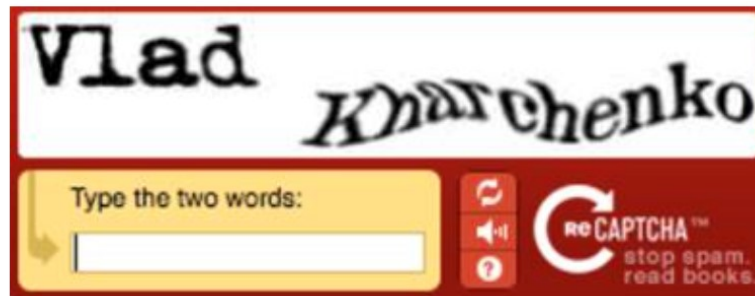 Vlad Kharchenko
Type the two words:
ReCAPTCHA™
stop spam.
read books.